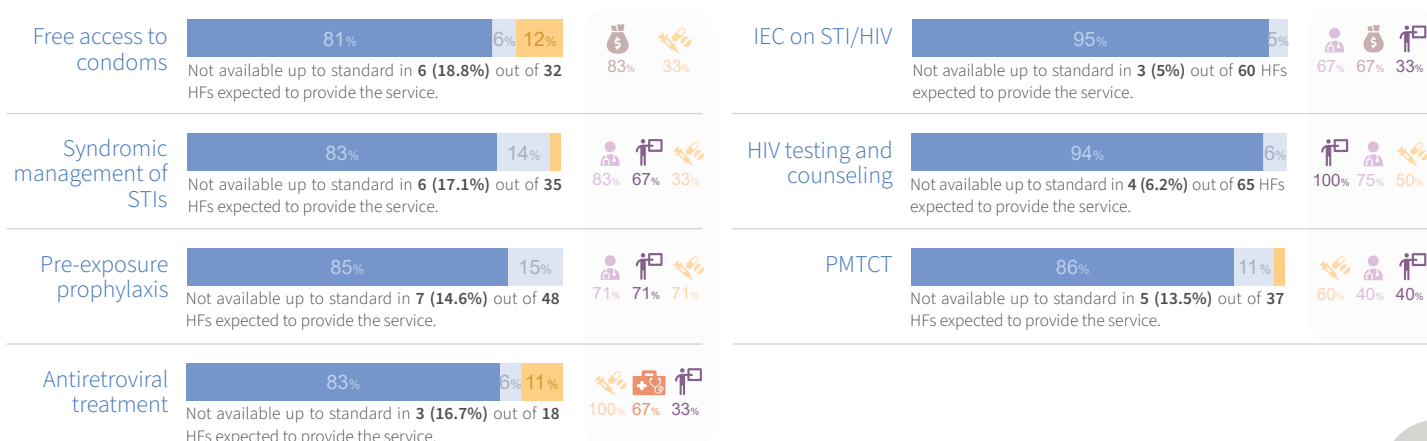 Free access to
condoms
81% 6% 12%
Not available up to standard in 6 (18.8%) out of 32
HFs expected to provide the service.
83% 33%
IEC on STI/HIV
95% 5%
Not available up to standard in 3 (5%) out of 60 HFs
expected to provide the service.
67% 67% 33%
Syndromic
management of
STIs
83% 14%
Not available up to standard in 6 (17.1%) out of 35
HFs expected to provide the service.
83% 67% 33%
HIV testing and
counseling
94% 6%
Not available up to standard in 4 (6.2%) out of 65 HFs
expected to provide the service.
100% 75% 50%
Pre-exposure
prophylaxis
85% 15%
Not available up to standard in 7 (14.6%) out of 48
HFs expected to provide the service.
71% 71% 71%
PMTCT
86% 11%
Not available up to standard in 5 (13.5%) out of 37
HFs expected to provide the service.
60% 40% 40%
Antiretroviral
treatment
83% 6% 11%
Not available up to standard in 3 (16.7%) out of 18
HFs expected to provide the service.
100% 67% 33%